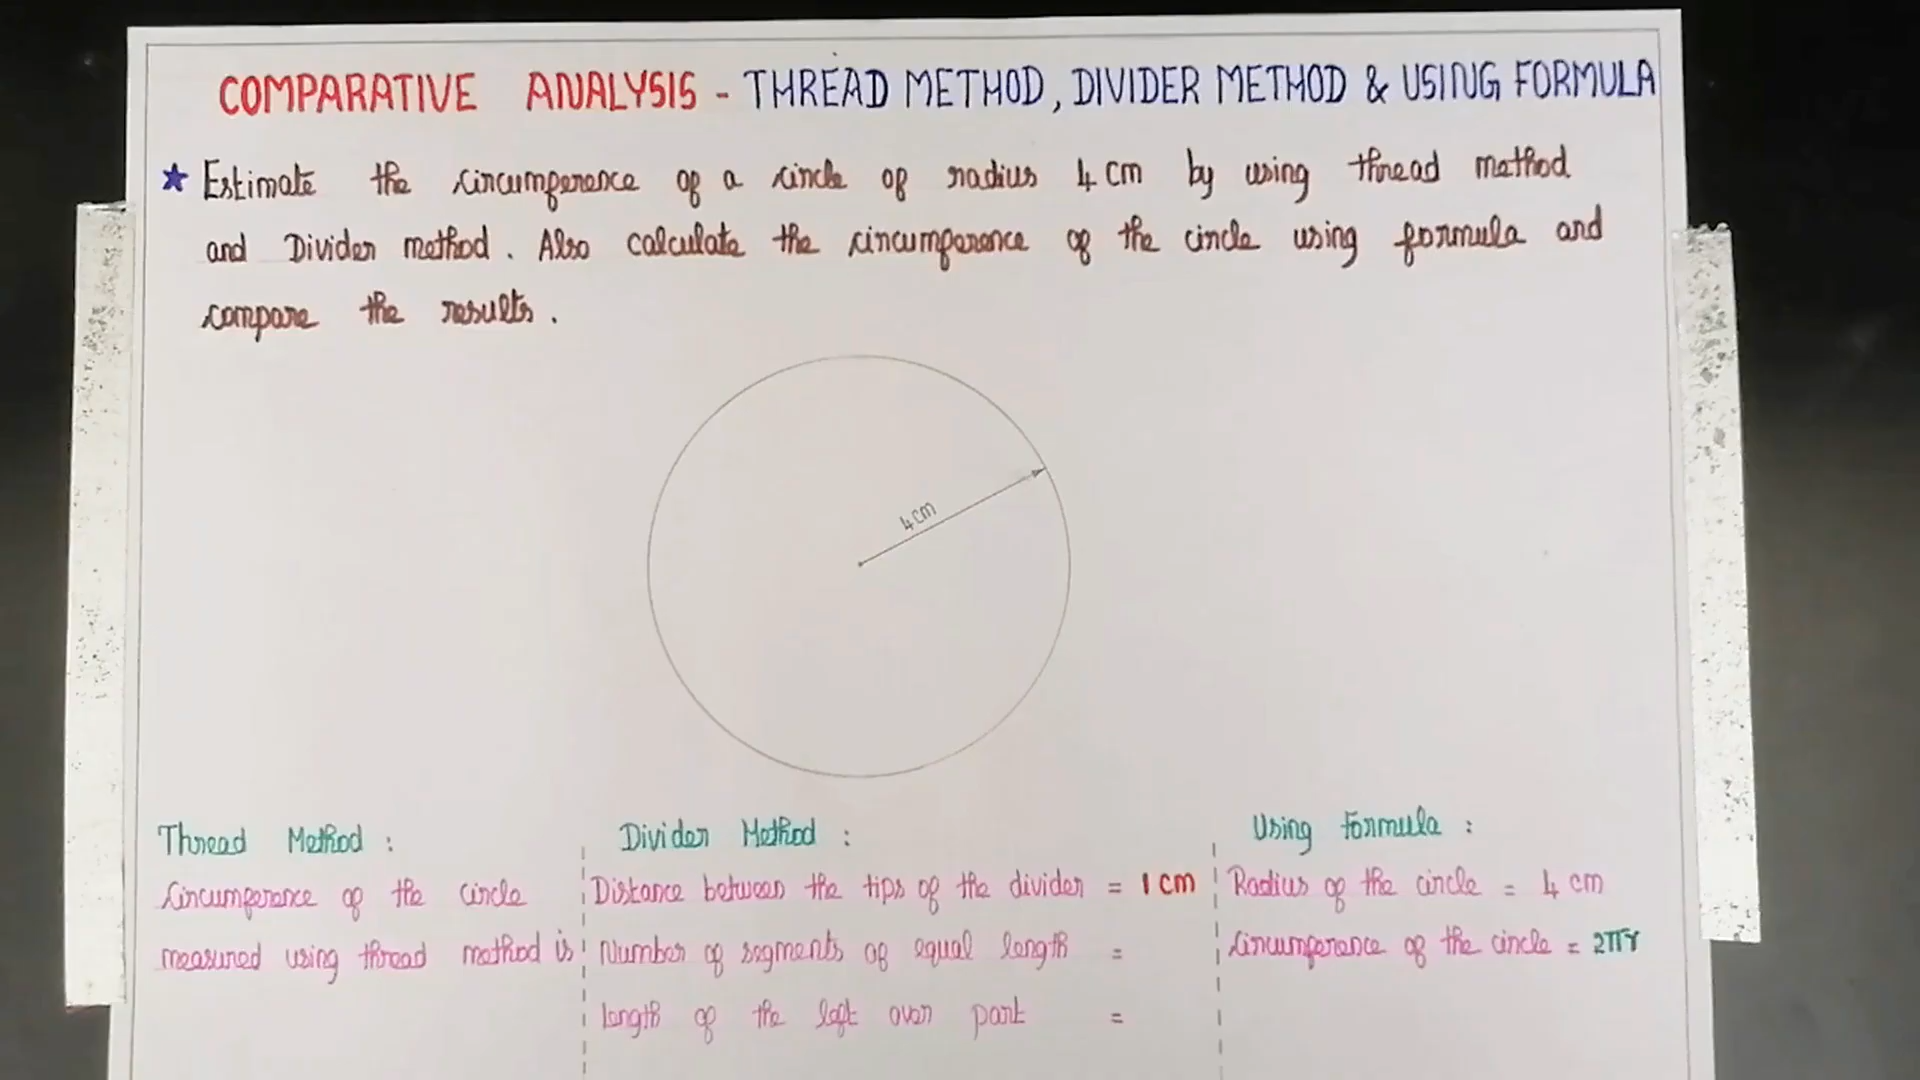 COMPARATIVE ANALYSIS - THREAD METHOD, DIVIDER METHOD & USING FORMULA
★ Estimate the circumference of a circle of radius 4 cm by using thread method
and Divider method. Also calculate the circumference of the circle using formula and
compare the results.
4 cm
Thread Method :
Circumference of the circle
measured using thread method is
Divider Method :
Distance between the tips of the divider = 1 cm
Number of segments of equal length =
length of the left over part =
Using Formula :
Radius of the circle = 4 cm
Circumference of the circle = 2πr